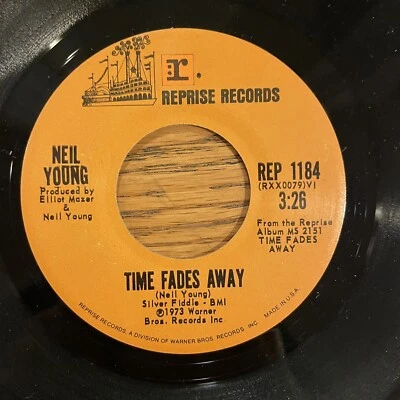 r.
REPRISE RECORDS
NEIL
YOUNG
Produced by
Elliot Mazer
&
Neil Young
REP 1184
(RXX0079)V1
3:26
From the Reprise
Album MS 2151
TIME FADES
AWAY
TIME FADES AWAY
(Neil Young)
Silver Fiddle - BMI
℗1973 Warner
Bros. Records Inc.
REPRISE RECORDS, A DIVISION OF WARNER BROS. RECORDS, INC. MADE IN U.S.A.